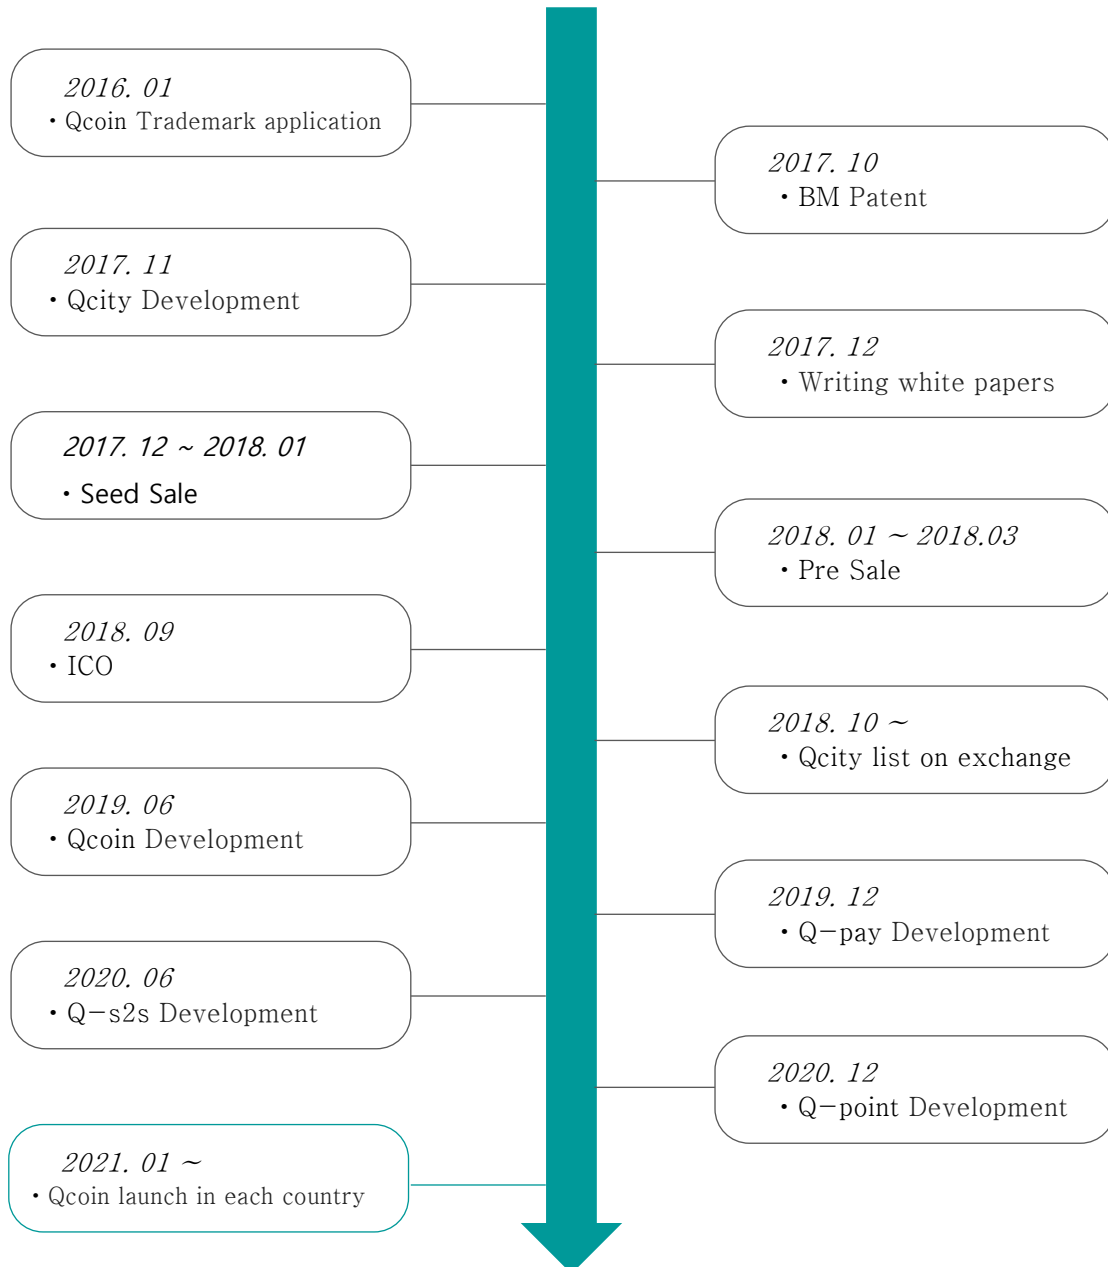 2016. 01
・Qcoin Trademark application
2017. 10
・BM Patent
2017. 11
・Qcity Development
2017. 12
・Writing white papers
2017. 12 ~ 2018. 01
・Seed Sale
2018. 01 ~ 2018.03
・Pre Sale
2018. 09
・ICO
2018. 10 ~
・Qcity list on exchange
2019. 06
・Qcoin Development
2019. 12
・Q-pay Development
2020. 06
・Q-s2s Development
2020. 12
・Q-point Development
2021. 01 ~
・Qcoin launch in each country